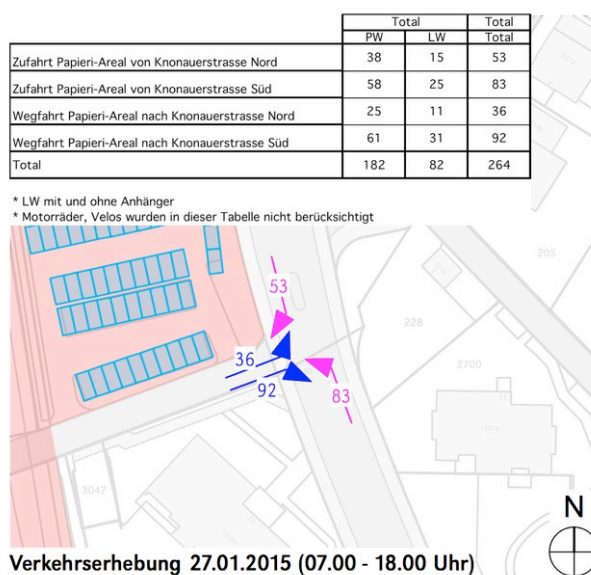 Total Total
PW LW Total
Zufahrt Papieri-Areal von Knonauerstrasse Nord 38 15 53
Zufahrt Papieri-Areal von Knonauerstrasse Süd 58 25 83
Wegfahrt Papieri-Areal nach Knonauerstrasse Nord 25 11 36
Wegfahrt Papieri-Areal nach Knonauerstrasse Süd 61 31 92
Total 182 82 264
* LW mit und ohne Anhänger
* Motorräder, Velos wurden in dieser Tabelle nicht berücksichtigt
205
53
228
36
2700
92
83
3047
N
Verkehrserhebung 27.01.2015 (07.00 - 18.00 Uhr)